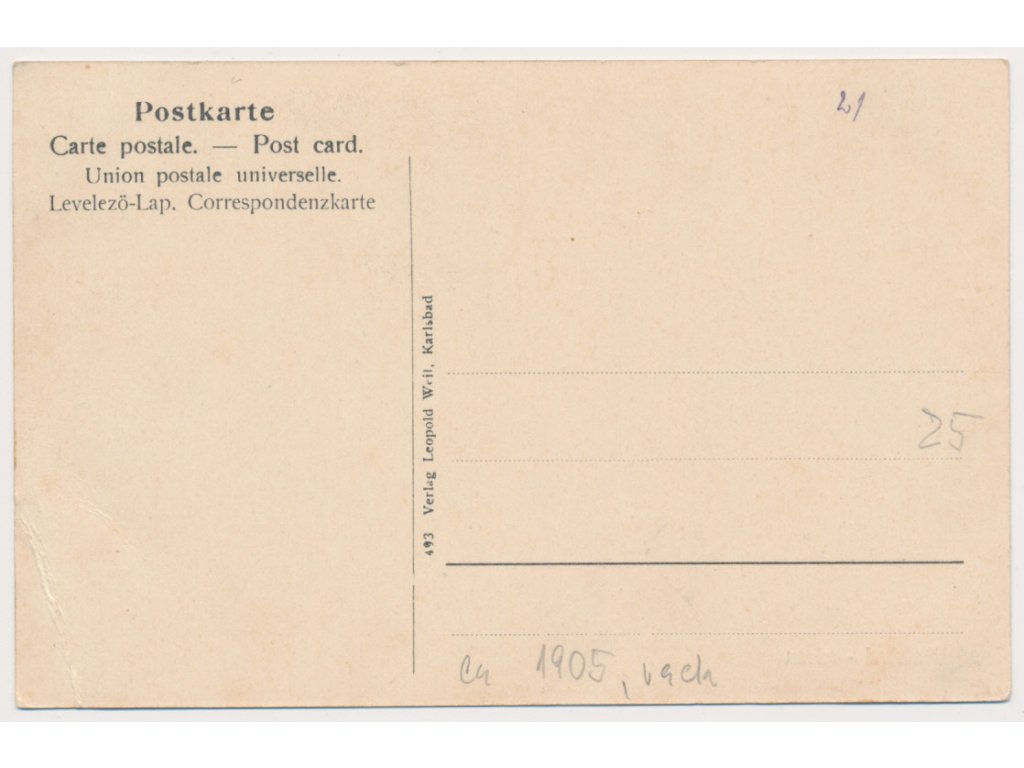 Postkarte
Carte postale. — Post card.
Union postale universelle.
Levelezö-Lap. Correspondenzkarte
21
493 Verlag Leopold Weil, Karlsbad
25
ca 1905, vada